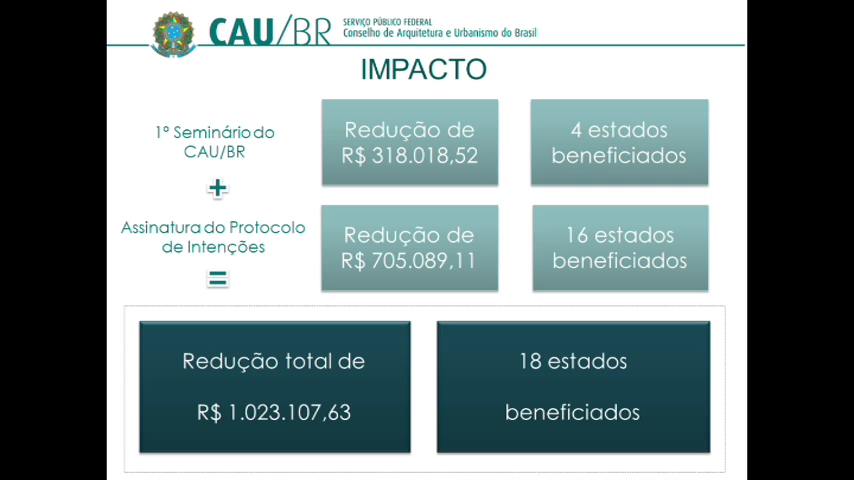 CAU/BR
SERVIÇO PÚBLICO FEDERAL
Conselho de Arquitetura e Urbanismo do Brasil
IMPACTO
1º Seminário do
CAU/BR
Redução de
R$ 318.018,52
4 estados
beneficiados
+
Assinatura do Protocolo
de Intenções
Redução de
R$ 705.089,11
16 estados
beneficiados
=
Redução total de
R$ 1.023.107,63
18 estados
beneficiados